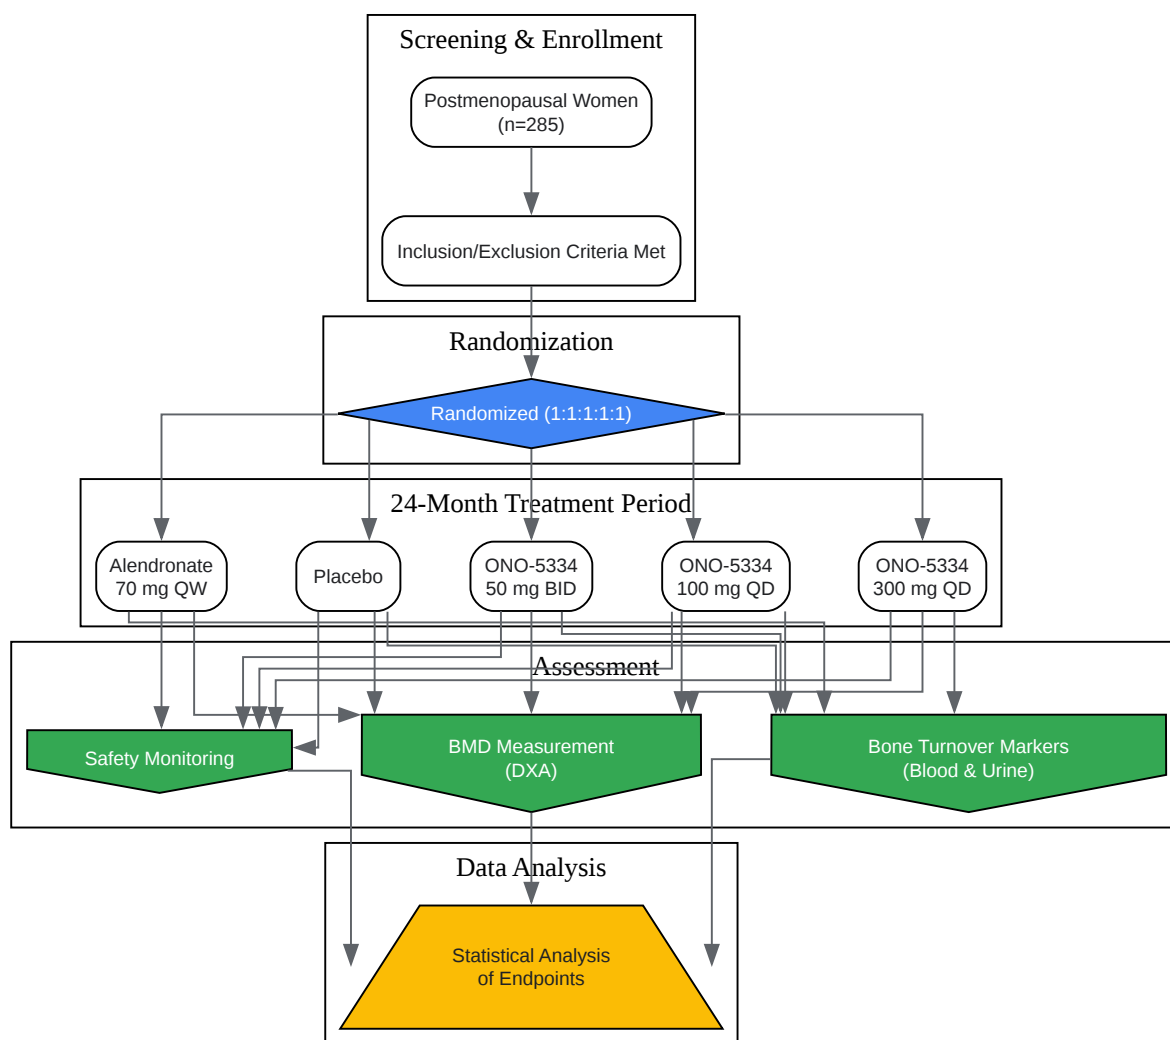 Screening & Enrollment
Postmenopausal Women
(n=285)
Inclusion/Exclusion Criteria Met
Randomization
Randomized (1:1:1:1:1)
24-Month Treatment Period
Alendronate
70 mg QW
Placebo
ONO-5334
50 mg BID
ONO-5334
100 mg QD
ONO-5334
300 mg QD
Assessment
Safety Monitoring
BMD Measurement
(DXA)
Bone Turnover Markers
(Blood & Urine)
Data Analysis
Statistical Analysis
of Endpoints